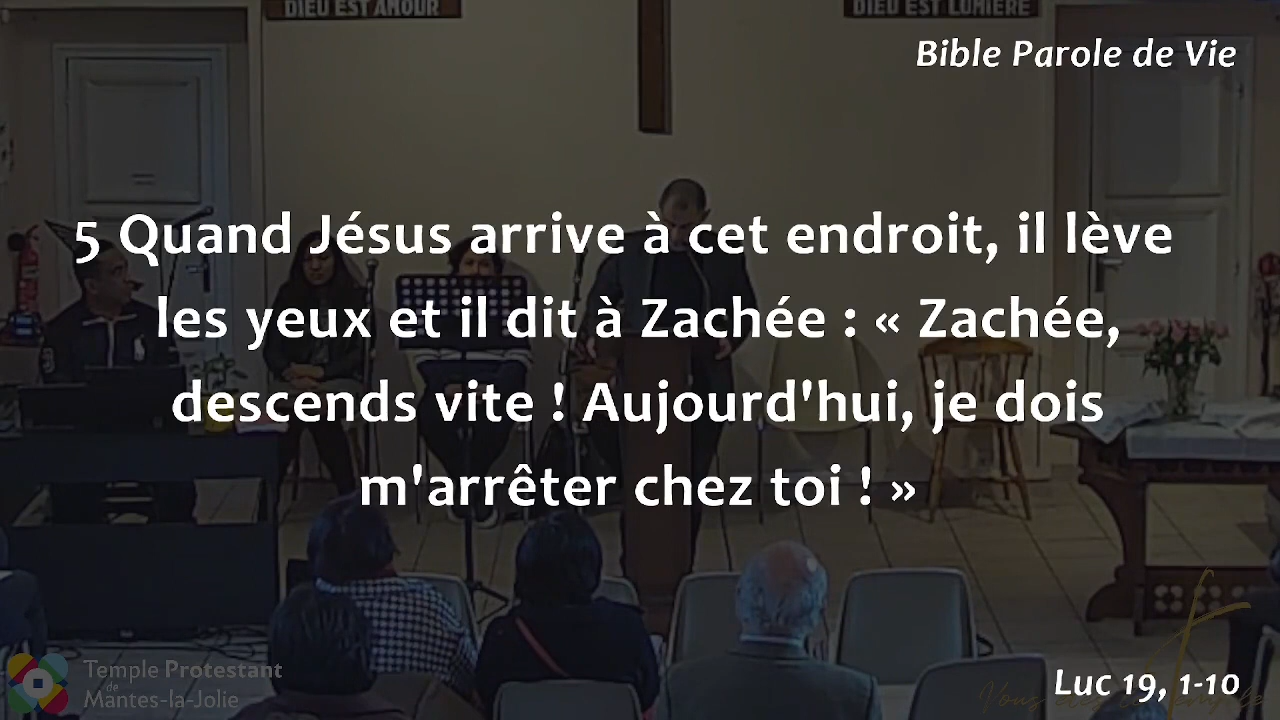 DIEU EST AMOUR
DIEU EST LUMIÈRE
Bible Parole de Vie
5 Quand Jésus arrive à cet endroit, il lève
les yeux et il dit à Zachée : « Zachée,
descends vite ! Aujourd'hui, je dois
m'arrêter chez toi ! »
Temple Protestant
de
Mantes-la-Jolie
Luc 19, 1-10